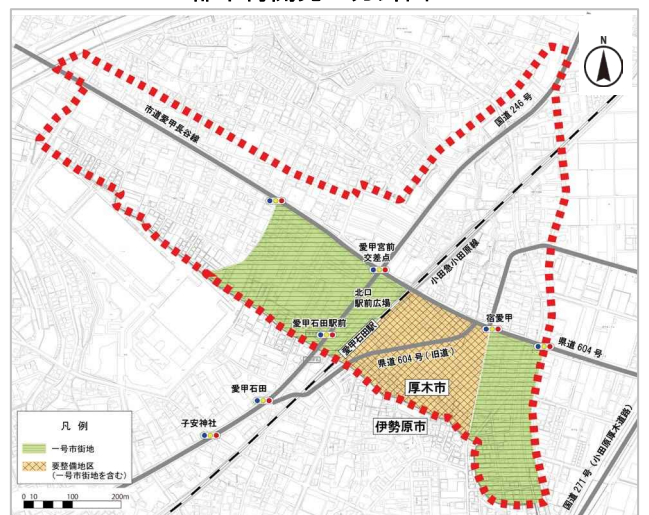 N
国道246号
市道愛甲長谷線
愛甲宮前
交差点
小田急小田原線
北口
駅前広場
愛甲石田駅前
愛甲石田駅
宿愛甲
県道604号(旧道)
県道604号
愛甲石田
厚木市
子安神社
伊勢原市
国道271号(小田原厚木道路)
凡例
一号市街地
要整備地区
(一号市街地を含む)
0 10 100 200m